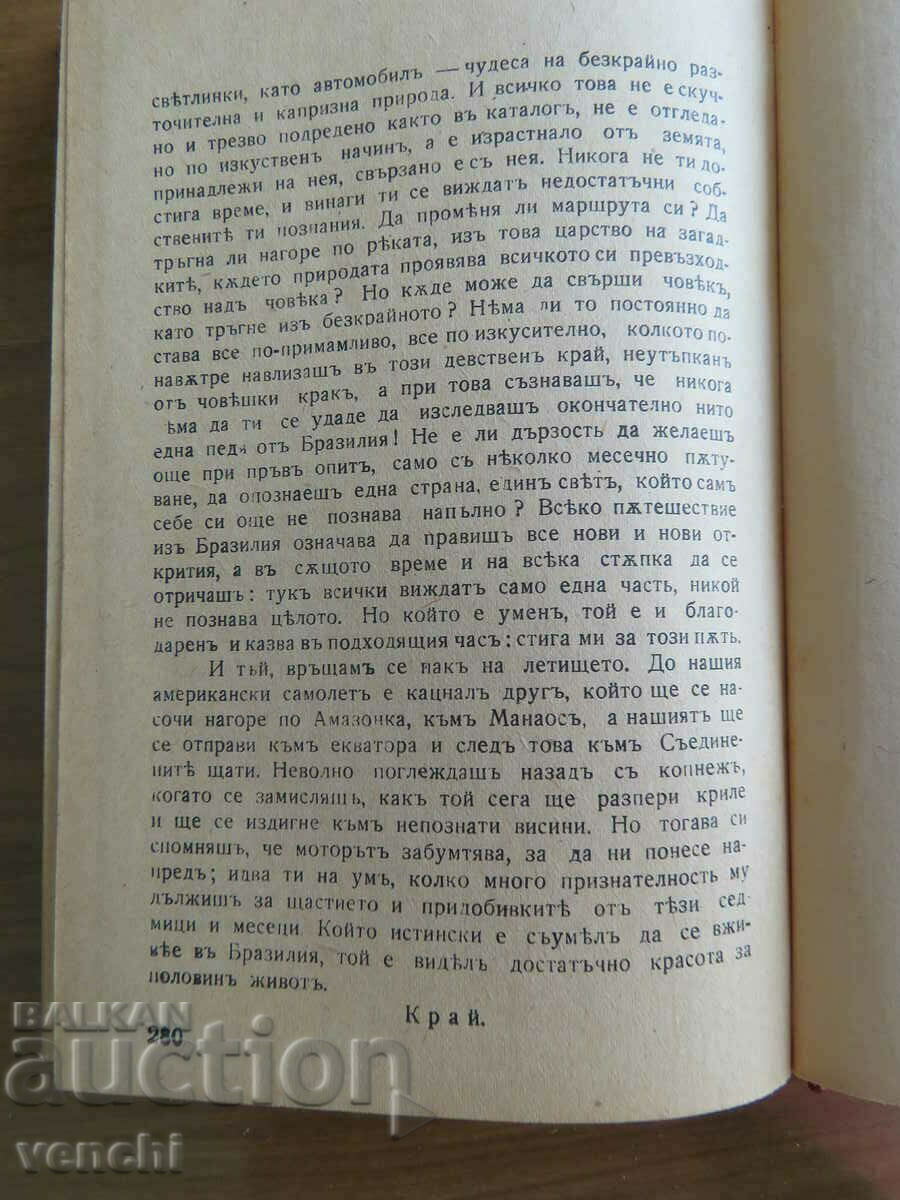 свѣтлинки, като автомобилъ — чудеса на безкрайно раз-
точителна и капризна природа. И всичко това не е скуч-
но и трезво подредено както въ каталогъ, не е отгледа-
но по изкуственъ начинъ, а е израстнало отъ земята,
принадлежи на нея, свързано е съ нея. Никога не ти до-
стига време, и винаги ти се виждатъ недостатъчни соб-
ственитѣ ти познания. Да промѣня ли маршрута си? Да
тръгна ли нагоре по рѣката, изъ това царство на загад-
китѣ, кѫдето природата проявява всичкото си превъзход-
ство надъ човѣка? Но кѫде може да свърши човѣкъ,
като тръгне изъ безкрайното? Нѣма ли то постоянно да
става все по-примамливо, все по изкусително, колкото по-
навѫтре навлизашъ въ този девственъ край, неутъпканъ
отъ човѣшки кракъ, а при това съзнавашъ, че никога
ѣма да ти се удаде да изследвашъ окончателно нито
една педя отъ Бразилия! Не е ли дързость да желаешъ
още при пръвъ опитъ, само съ нѣколко месечно пѫту-
ване, да опознаешъ една страна, единъ свѣтъ, който самъ
себе си още не познава напълно? Всѣко пѫтешествие
изъ Бразилия означава да правишъ все нови и нови от-
крития, а въ сѫщото време и на всѣка стѫпка да се
отричашъ: тукъ всички виждатъ само една часть, никой
не познава цѣлото. Но който е уменъ, той е и благо-
даренъ и казва въ подходящия часъ: стига ми за този пѫть.
И тъй, връщамъ се пакъ на летището. До нашия
американски самолетъ е кацналъ другъ, който ще се на-
сочи нагоре по Амазонка, къмъ Манаосъ, а нашиятъ ще
се отправи къмъ екватора и следъ това къмъ Съедине-
нитѣ щати. Неволно поглеждашъ назадъ съ копнежъ,
когато се замисляшъ, какъ той сега ще разпери криле
и ще се издигне къмъ непознати висини. Но тогава си
спомняшъ, че моторътъ забумтява, за да ни понесе на-
предъ; идва ти на умъ, колко много признателность му
дължишъ за щастието и придобивкитѣ отъ тѣзи сед
мици и месеци Който истински е съумѣлъ да се вжи-
вѣе въ Бразилия, той е видѣлъ достатъчно красота за
половинъ животъ.
Край.
280
BALKAN
auction
venchi